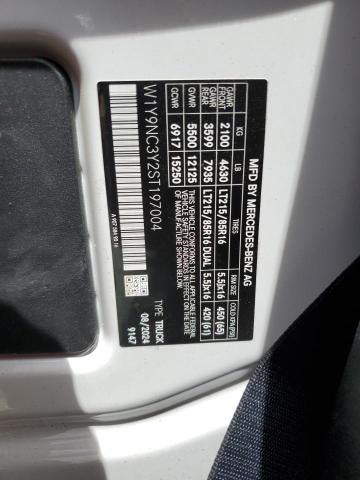 MFD BY MERCEDES-BENZ AG
KG LB TIRES RIM SIZE COLD KPA (PSI)
GAWR FRONT 2100 4630 LT215/85R16 5.5Jx16 450 (65)
GAWR REAR 3599 7935 LT215/85R16 DUAL 5.5Jx16 420 (61)
GVWR 5500 12125
GCWR 6917 15250
THIS VEHICLE CONFORMS TO ALL APPLICABLE FEDERAL
MOTOR VEHICLE SAFETY STANDARDS IN EFFECT
ON THE DATE OF MANUFACTURE SHOWN
W1Y9NC3Y2ST197004 TYPE TRUCK 08/2024
9147